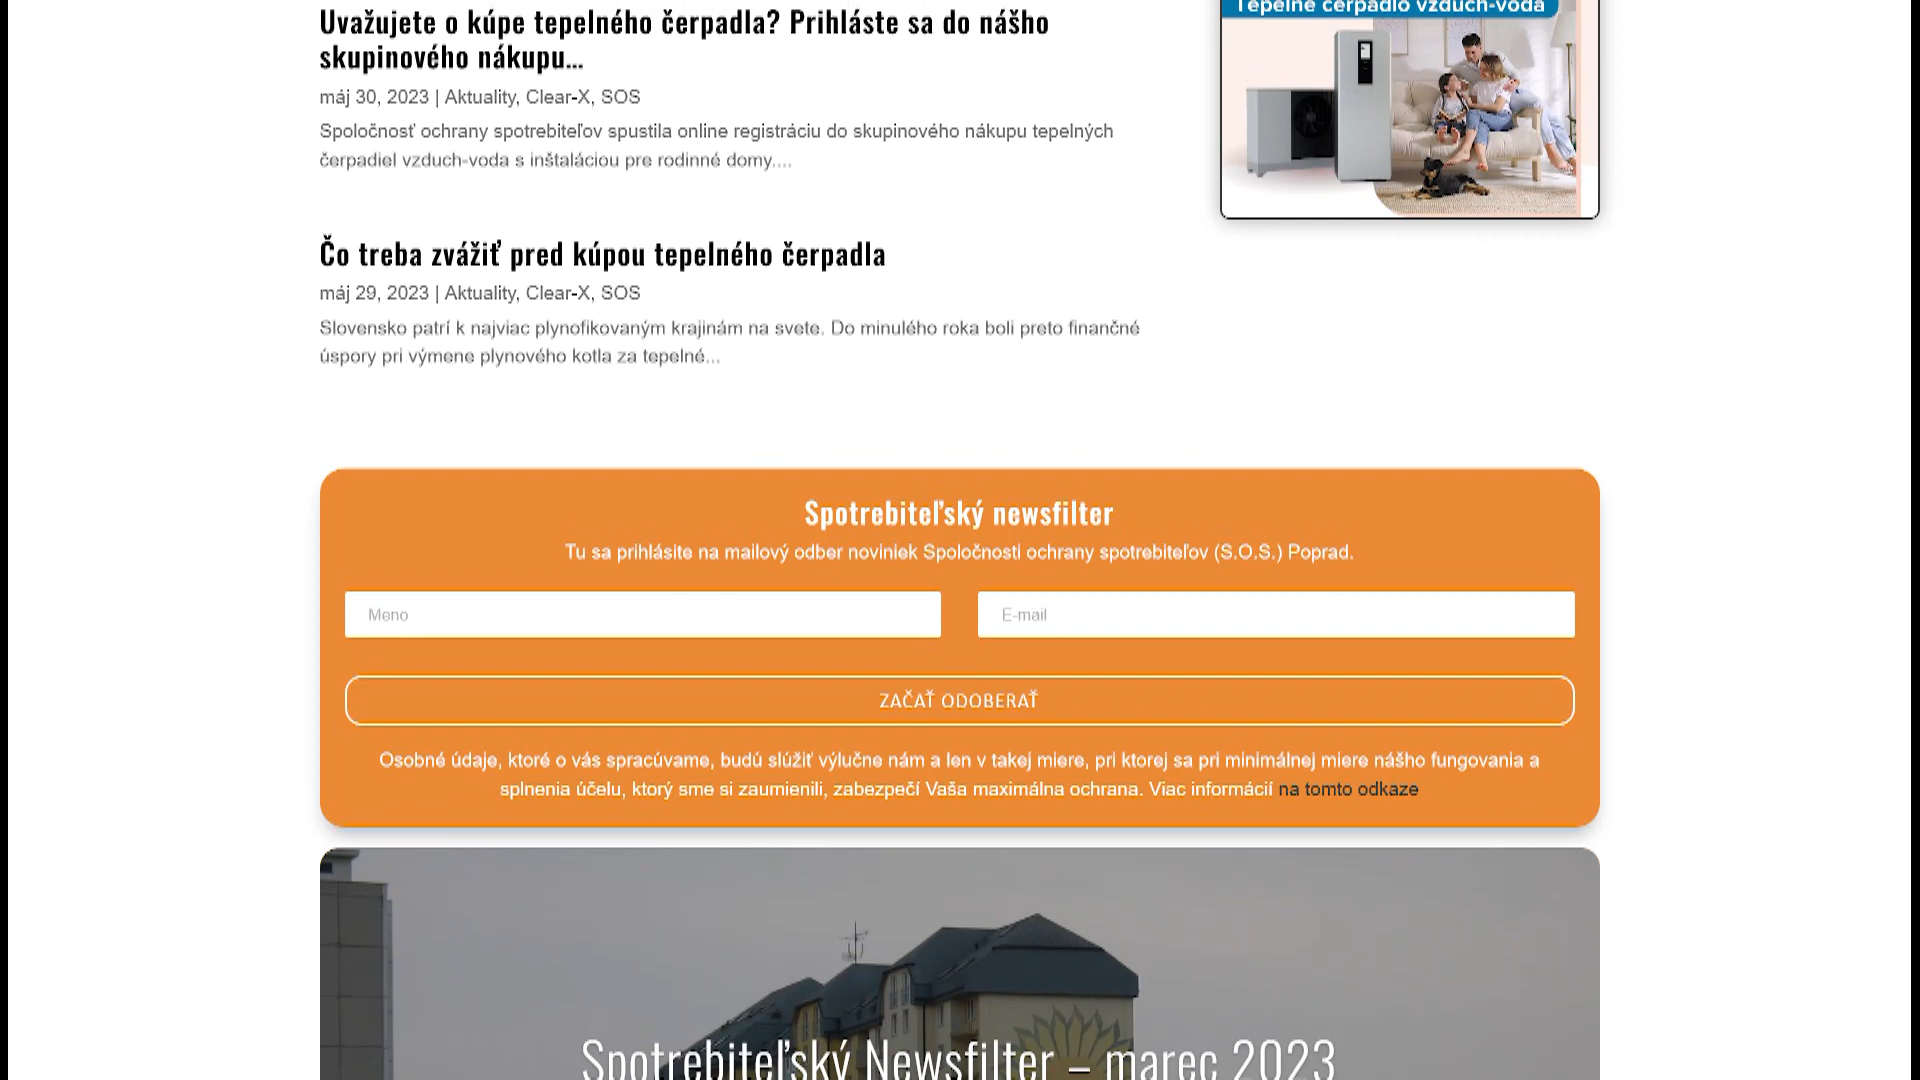 Uvažujete o kúpe tepelného čerpadla? Prihláste sa do nášho
skupinového nákupu…
máj 30, 2023 | Aktuality, Clear-X, SOS
Spoločnosť ochrany spotrebiteľov spustila online registráciu do skupinového nákupu tepelných
čerpadiel vzduch-voda s inštaláciou pre rodinné domy....
Tepelné čerpadlo vzduch-voda
Čo treba zvážiť pred kúpou tepelného čerpadla
máj 29, 2023 | Aktuality, Clear-X, SOS
Slovensko patrí k najviac plynofikovaným krajinám na svete. Do minulého roka boli preto finančné
úspory pri výmene plynového kotla za tepelné...
Spotrebiteľský newsfilter
Tu sa prihlásite na mailový odber noviniek Spoločnosti ochrany spotrebiteľov (S.O.S.) Poprad.
Meno
E-mail
ZAČAŤ ODOBERAŤ
Osobné údaje, ktoré o vás spracúvame, budú slúžiť výlučne nám a len v takej miere, pri ktorej sa pri minimálnej miere nášho fungovania a
splnenia účelu, ktorý sme si zaumienili, zabezpečí Vaša maximálna ochrana. Viac informácií na tomto odkaze
Spotrebiteľský Newsfilter – marec 2023